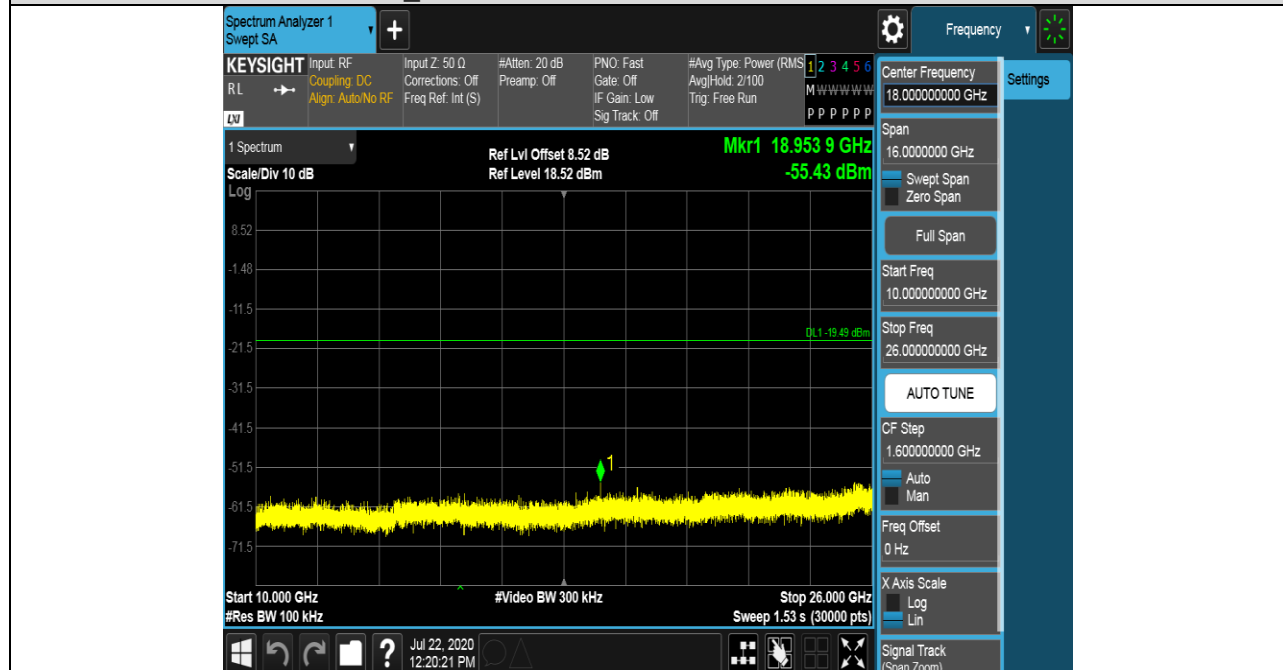 Spectrum Analyzer 1
Swept SA
+
Frequency
KEYSIGHT
RL
LXI
Input: RF
Coupling: DC
Align: Auto/No RF
Input Z: 50 Ω
Corrections: Off
Freq Ref: Int (S)
#Atten: 20 dB
Preamp: Off
PNO: Fast
Gate: Off
IF Gain: Low
Sig Track: Off
#Avg Type: Power (RMS
Avg|Hold: 2/100
Trig: Free Run
1 2 3 4 5 6
M W W W W W
P P P P P P
1 Spectrum
Scale/Div 10 dB
Log
Ref Lvl Offset 8.52 dB
Ref Level 18.52 dBm
Mkr1 18.953 9 GHz
-55.43 dBm
8.52
-1.48
-11.5
-21.5
-31.5
-41.5
-51.5
-61.5
-71.5
DL1 -19.49 dBm
1
Start 10.000 GHz
#Res BW 100 kHz
#Video BW 300 kHz
Stop 26.000 GHz
Sweep 1.53 s (30000 pts)
Jul 22, 2020
12:20:21 PM
?
Center Frequency
18.000000000 GHz
Span
16.0000000 GHz
Swept Span
Zero Span
Full Span
Start Freq
10.000000000 GHz
Stop Freq
26.000000000 GHz
AUTO TUNE
CF Step
1.600000000 GHz
Auto
Man
Freq Offset
0 Hz
X Axis Scale
Log
Lin
Signal Track
(Span Zoom)
Settings